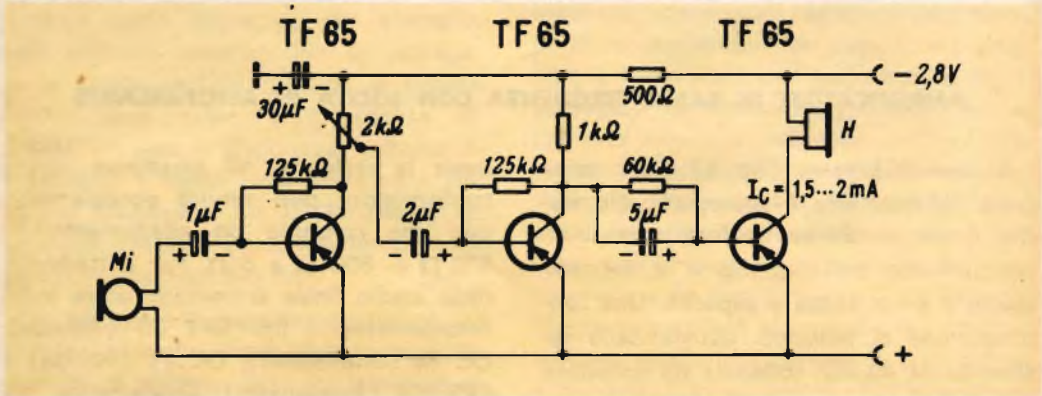 TF 65 TF 65 TF 65
− 2,8V
+ −
30μF
2kΩ
500Ω
1kΩ
H
125kΩ
125kΩ
60kΩ
I_C = 1,5...2mA
1μF
+ −
2μF
− +
5μF
− +
Mi
+